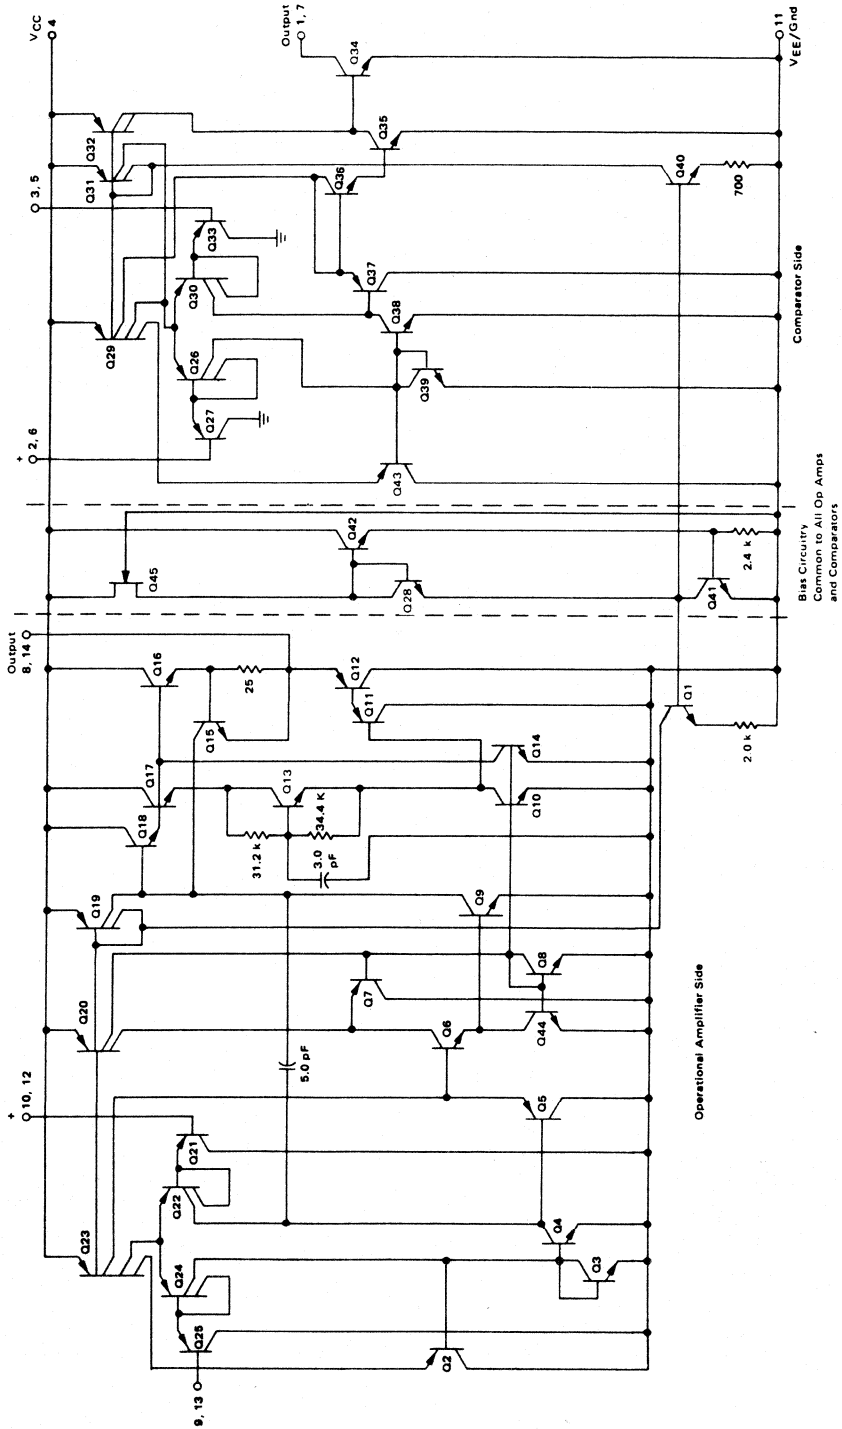 VCC
4
Output
1, 7
11
VEE/Gnd
3, 5
+
2, 6
Q32
Q31
Q29
Q33
Q30
Q26
Q27
Q34
Q35
Q36
Q37
Q38
Q39
Q43
Q40
700
Comparator Side
Q45
Q42
Q28
Q41
2.4 k
Bias Circuitry
Common to All Op Amps
and Comparators
Output
8, 14
Q16
25
Q15
Q12
Q11
Q17
Q18
Q13
31.2 k
34.4 K
3.0
pF
Q14
Q10
Q1
2.0 k
Q19
Q20
Q9
Q8
Q7
Q6
Q44
5.0 pF
+
10, 12
Q21
Q22
Q23
Q24
Q25
9, 13
Q5
Q4
Q3
Q2
Operational Amplifier Side